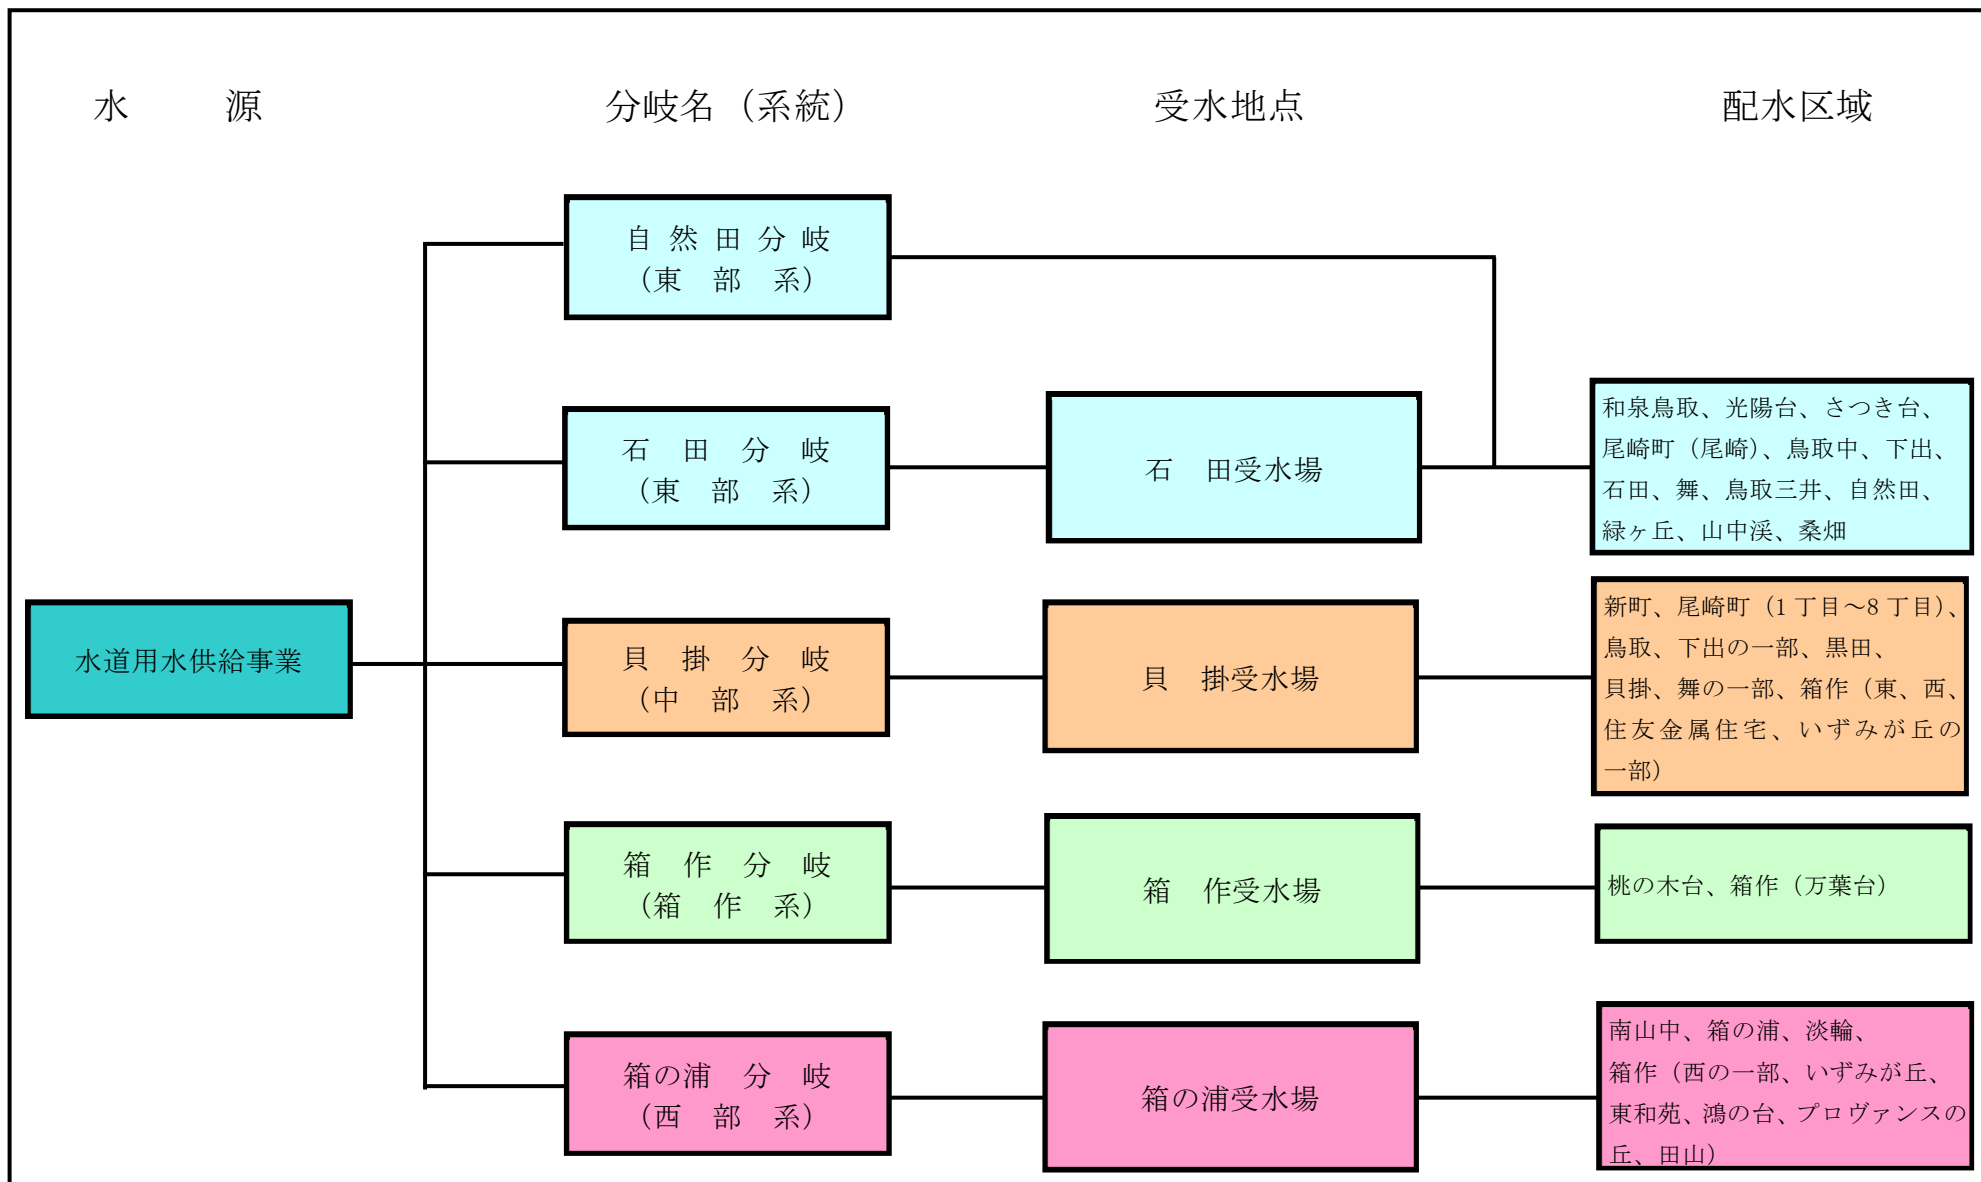 水　源
分岐名（系統）
受水地点
配水区域
自然田分岐
（東部系）
石田分岐
（東部系）
石　田受水場
和泉鳥取、光陽台、さつき台、
尾崎町（尾崎）、鳥取中、下出、
石田、舞、鳥取三井、自然田、
緑ヶ丘、山中渓、桑畑
水道用水供給事業
貝掛分岐
（中部系）
貝　掛受水場
新町、尾崎町（1丁目～8丁目）、
鳥取、下出の一部、黒田、
貝掛、舞の一部、箱作（東、西、
住友金属住宅、いずみが丘の
一部）
箱作分岐
（箱作系）
箱　作受水場
桃の木台、箱作（万葉台）
箱の浦分岐
（西部系）
箱の浦受水場
南山中、箱の浦、淡輪、
箱作（西の一部、いずみが丘、
東和苑、鴻の台、プロヴァンスの
丘、田山）